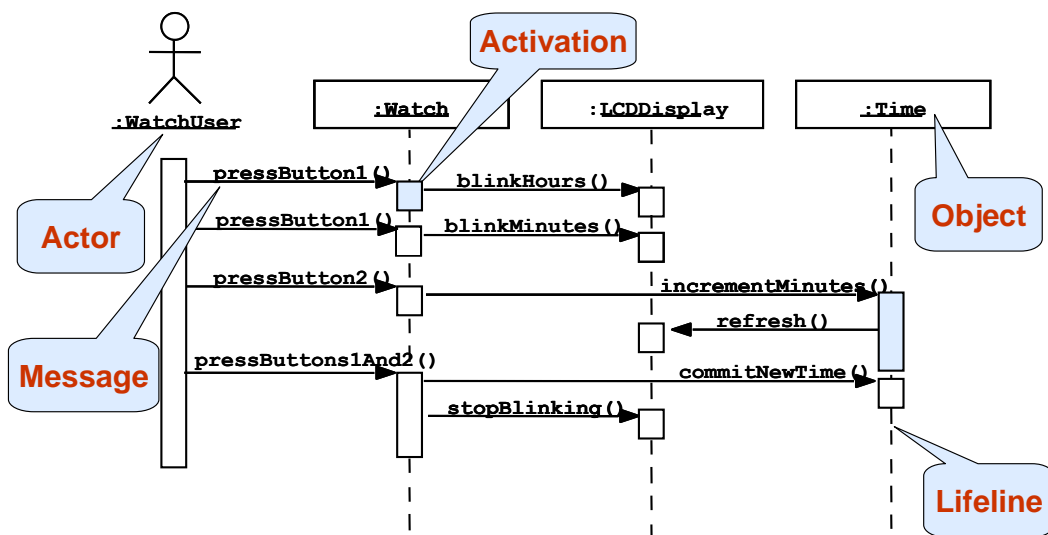 Activation
:WatchUser
:Watch
:LCDDisplay
:Time
pressButton1()
blinkHours()
Actor
pressButton1()
blinkMinutes()
Object
pressButton2()
incrementMinutes()
refresh()
Message
pressButtons1And2()
commitNewTime()
stopBlinking()
Lifeline